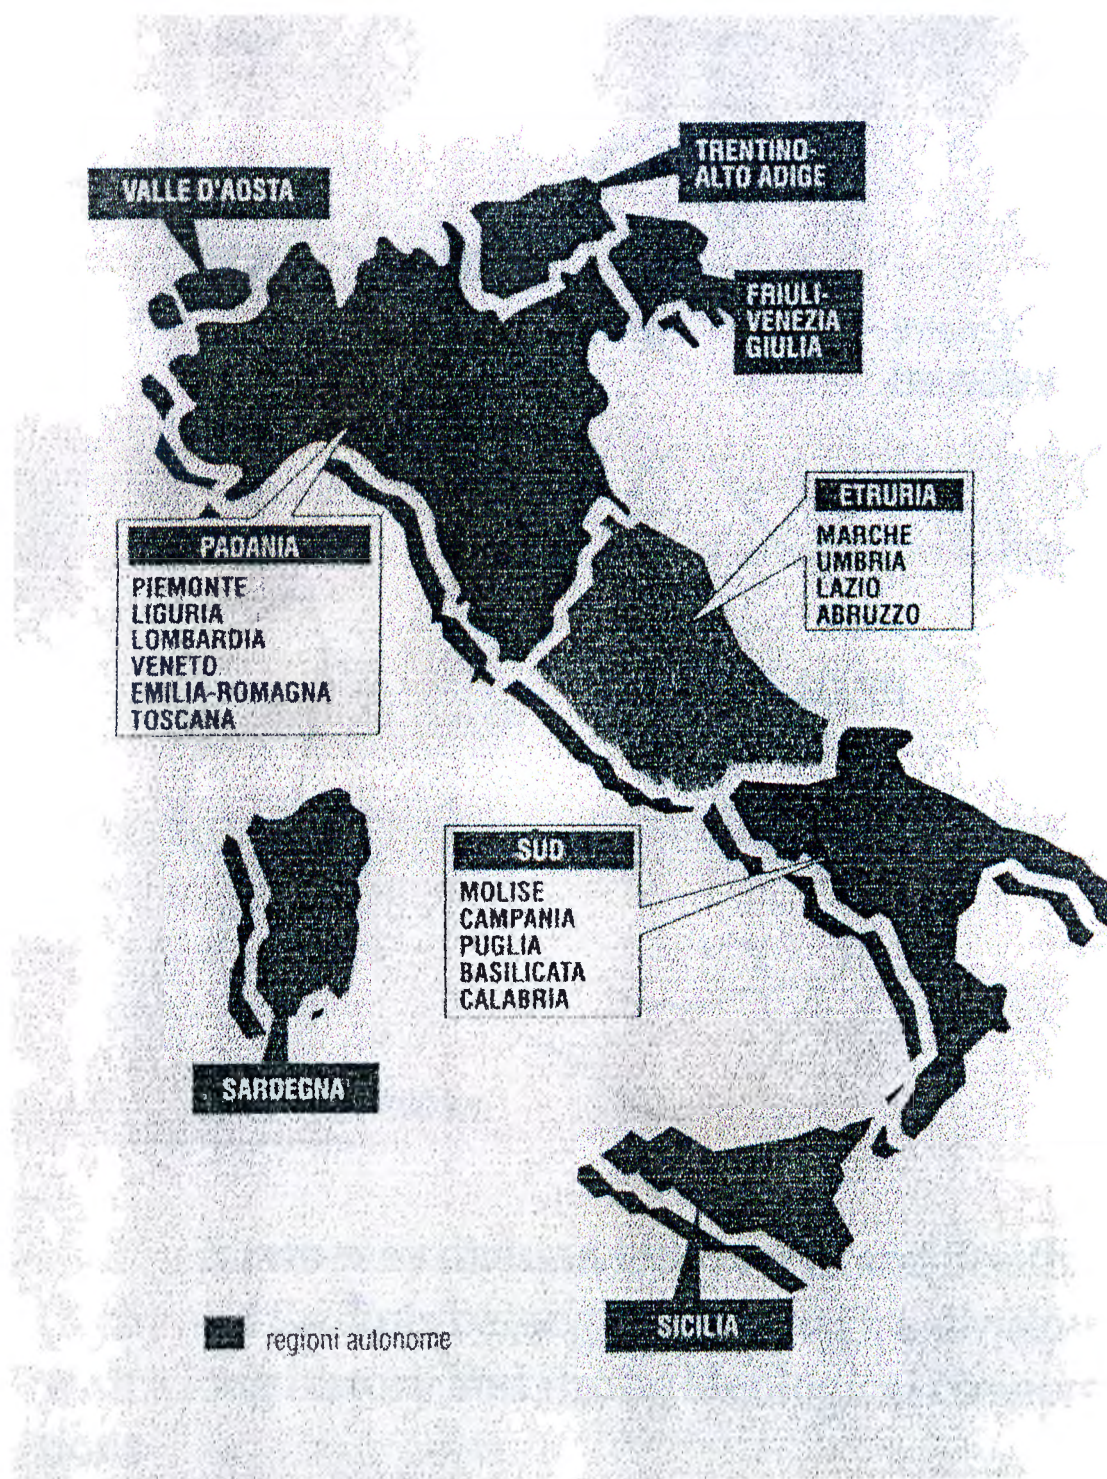 VALLE D'AOSTA
TRENTINO-
ALTO ADIGE
FRIULI-
VENEZIA
GIULIA
ETRURIA
MARCHE
UMBRIA
LAZIO
ABRUZZO
PADANIA
PIEMONTE
LIGURIA
LOMBARDIA
VENETO
EMILIA-ROMAGNA
TOSCANA
SUD
MOLISE
CAMPANIA
PUGLIA
BASILICATA
CALABRIA
SARDEGNA
SICILIA
regioni autonome